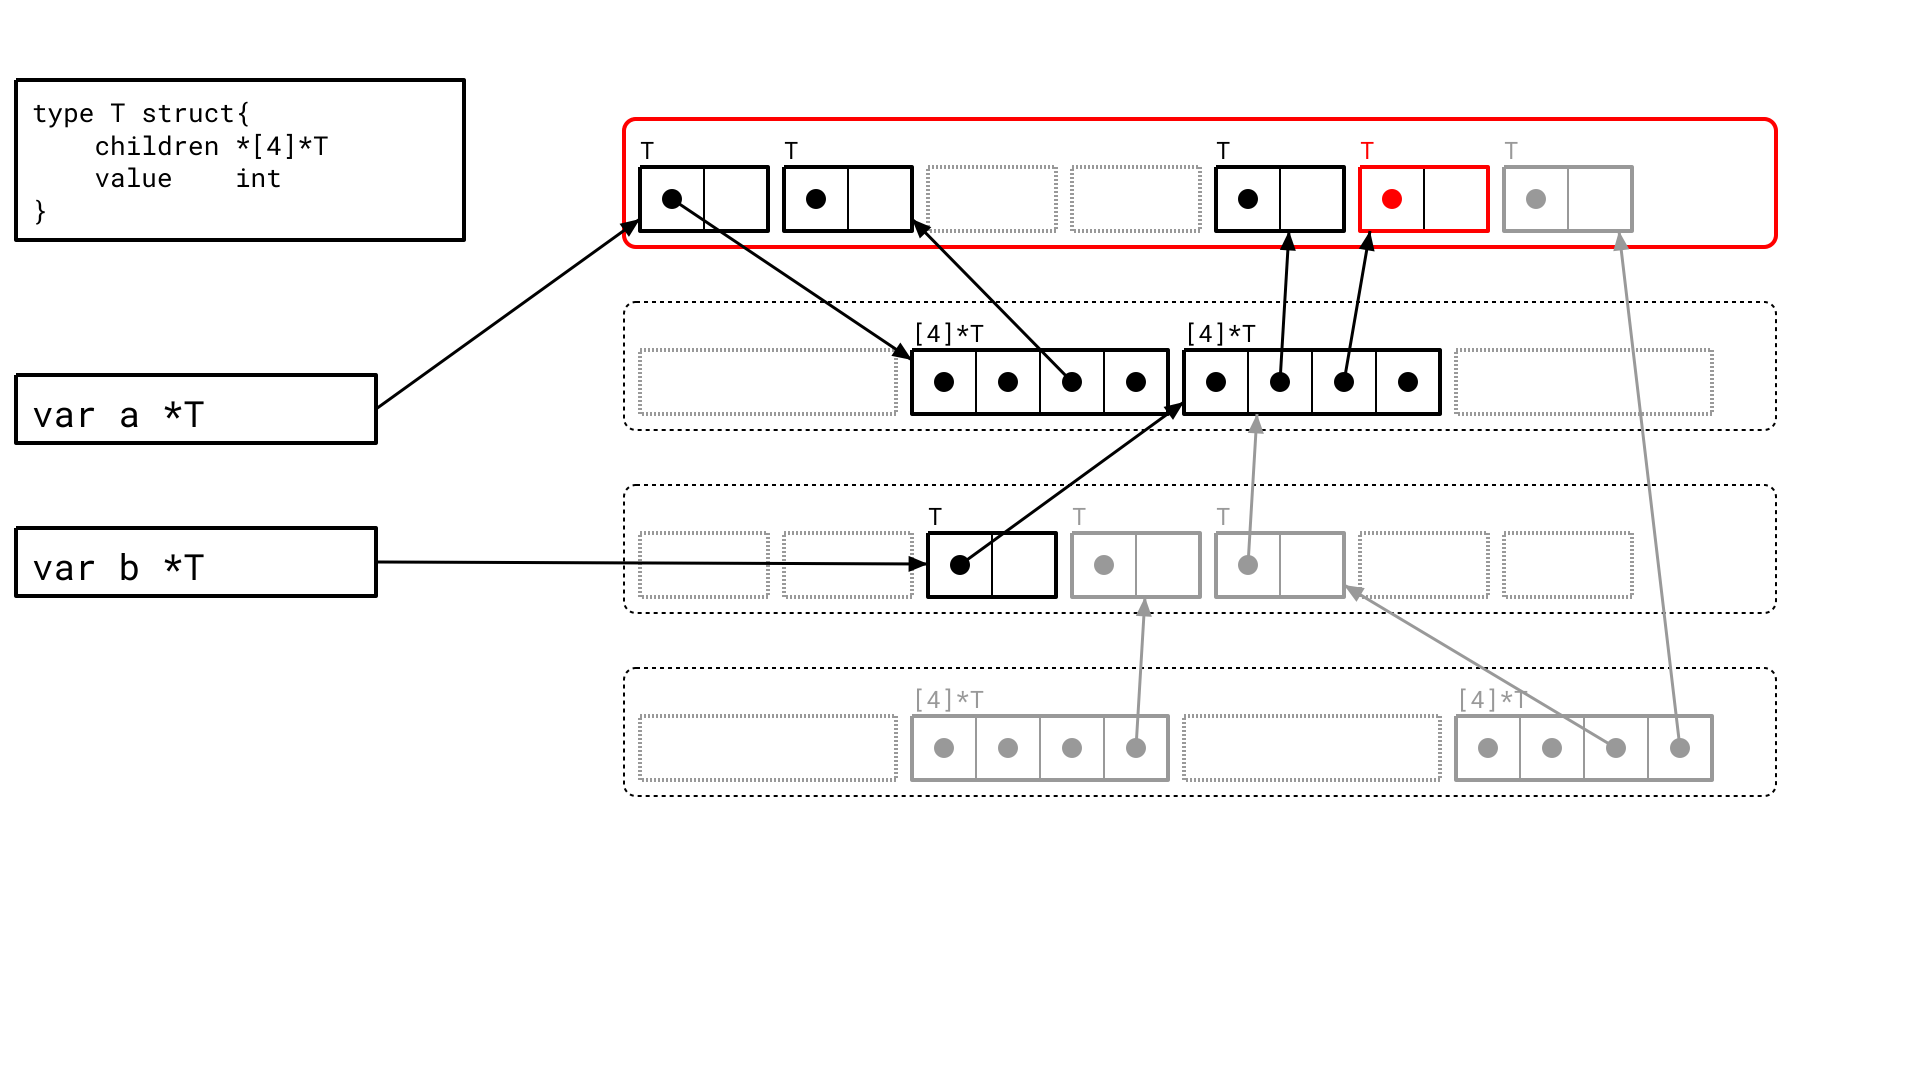 type T struct{
    children *[4]*T
    value    int
}
T T T T T
[4]*T [4]*T
var a *T
T T T
var b *T
[4]*T [4]*T